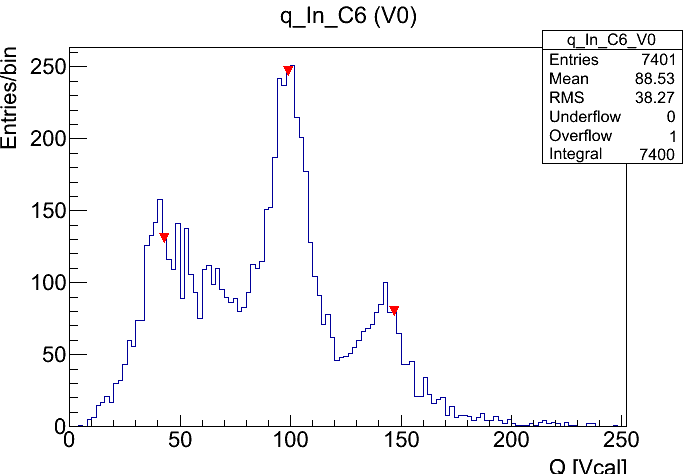 q_In_C6 (V0)
q_In_C6_V0
Entries 7401
Mean 88.53
RMS 38.27
Underflow 0
Overflow 1
Integral 7400
Entries/bin
250
200
150
100
50
0
0 50 100 150 200 250
Q [Vcal]